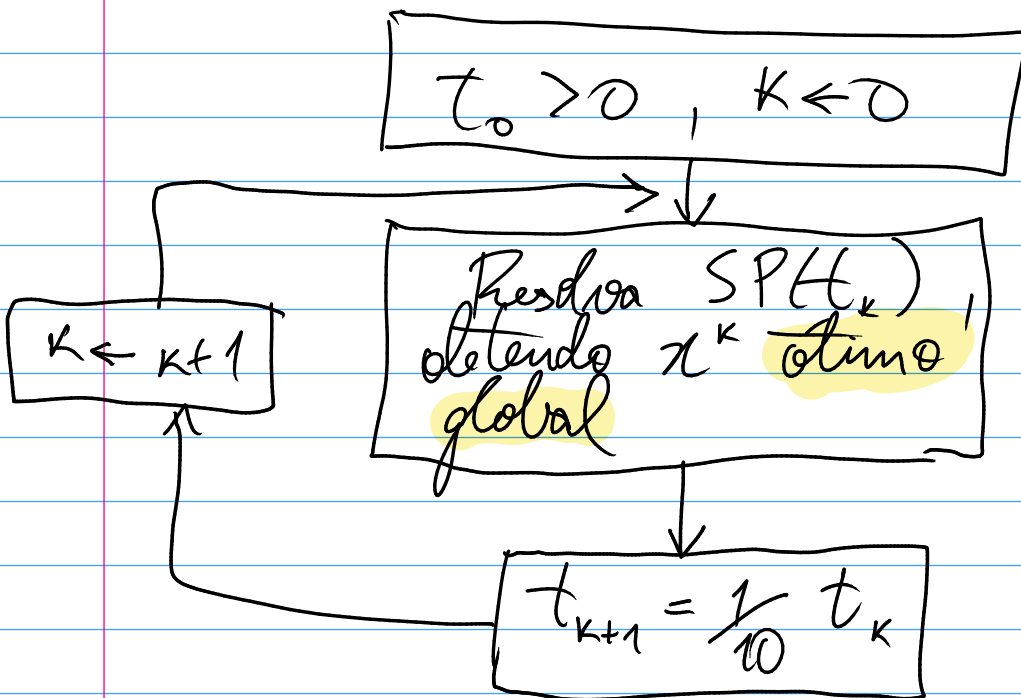 t₀ > 0 , k ← 0
Resolva SP(t_k) ,
obtendo x^k ótimo
global
k ← k+1
t_{k+1} = 1/10 t_k